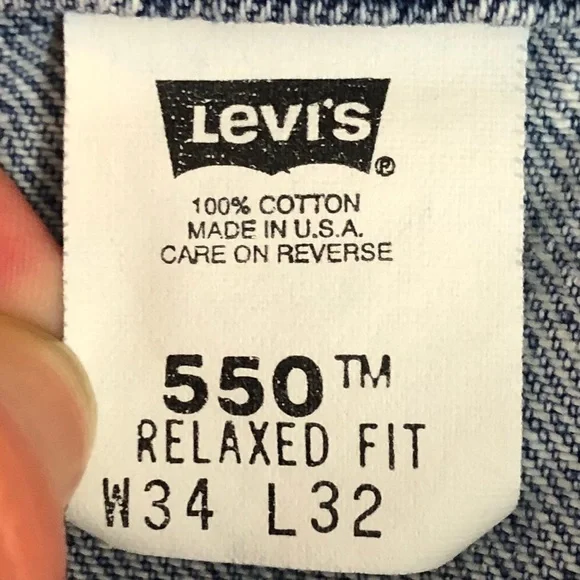 Levi's
®
100% COTTON
MADE IN U.S.A.
CARE ON REVERSE
550™
RELAXED FIT
W34 L32